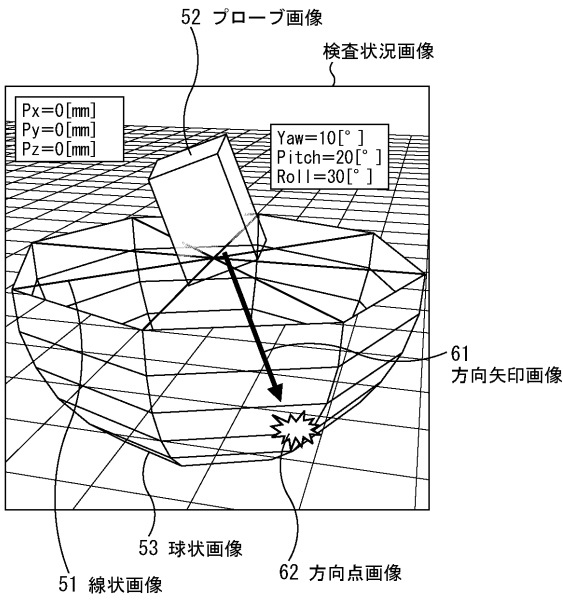 52 プローブ画像
検査状況画像
Px=0[mm]
Py=0[mm]
Pz=0[mm]
Yaw=10[°]
Pitch=20[°]
Roll=30[°]
61
方向矢印画像
53 球状画像
62 方向点画像
51 線状画像